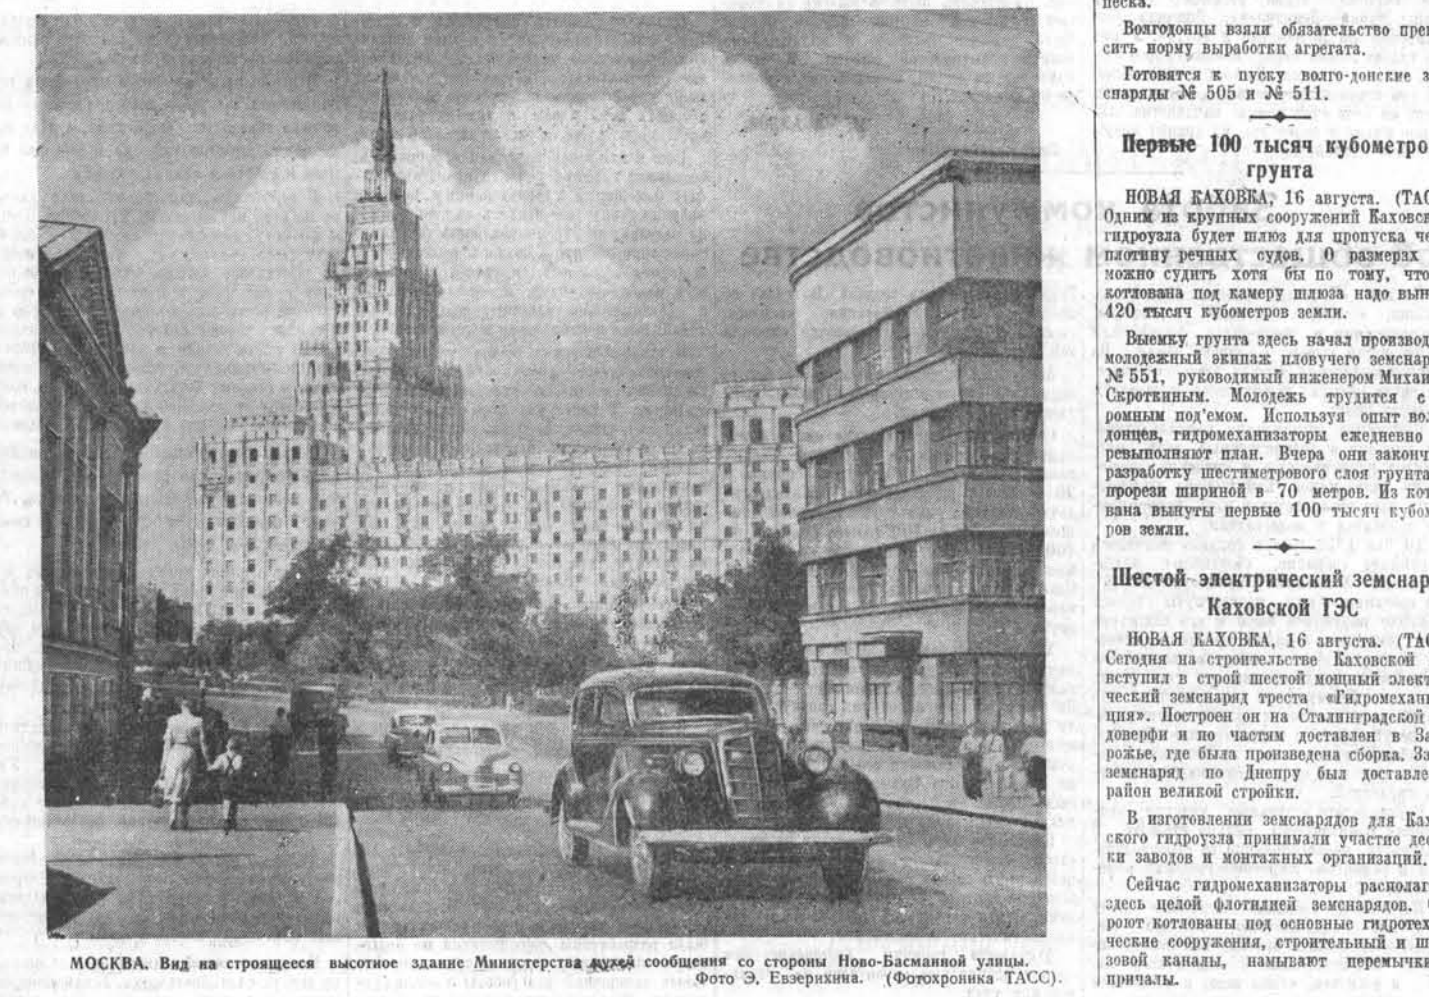 МОСКВА. Вид на строящееся высотное здание Министерства путей сообщения со стороны Ново-Басманной улицы.
Фото Э. Евзерихина. (Фотохроника ТАСС).
песка.
Волгодонцы взяли обязательство прев
сить норму выработки агрегата.
Готовятся к пуску волго-донские з
снаряды № 505 и № 511.
Первые 100 тысяч кубометро
грунта
НОВАЯ КАХОВКА, 16 августа. (ТАС
Одним из крупных сооружений Каховск
гидроузла будет шлюз для пропуска че
плотину речных судов. О размерах
можно судить хотя бы по тому, что
котлована под камеру шлюза надо вын
420 тысяч кубометров земли.
Выемку грунта здесь начал производ
молодежный экипаж пловучего земснар
№ 551, руководимый инженером Михаи
Скроткиным. Молодежь трудится с
ромным под'емом. Используя опыт вол
донцев, гидромеханизаторы ежедневно
ревыполняют план. Вчера они законч
разработку шестиметрового слоя грунта
прорези шириной в 70 метров. Из кот
вана вынуты первые 100 тысяч кубом
ров земли.
Шестой электрический земснар
Каховской ГЭС
НОВАЯ КАХОВКА, 16 августа. (ТАС
Сегодня на строительстве Каховской
вступил в строй шестой мощный элект
ческий земснаряд треста «Гидромехани
ция». Построен он на Сталинградской
доверфи и по частям доставлен в За
рожье, где была произведена сборка. За
земснаряд по Днепру был доставле
район великой стройки.
В изготовлении земснарядов для Ках
ского гидроузла принимали участие дес
ки заводов и монтажных организаций.
Сейчас гидромеханизаторы располаг
здесь целой флотилией земснарядов.
роют котлованы под основные гидротех
ческие сооружения, строительный и ш
зовой каналы, намывают перемычк
причалы.